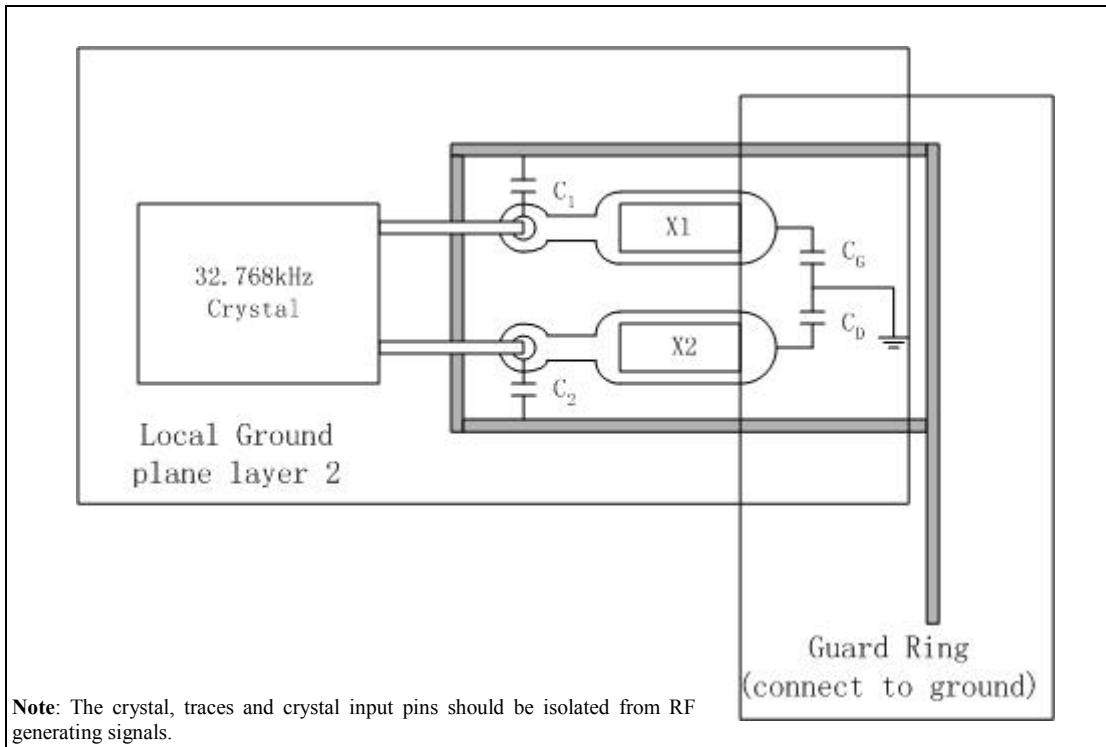 C1
X1
CG
32.768kHz
Crystal
X2
CD
C2
Local Ground
plane layer 2
Guard Ring
(connect to ground)
Note: The crystal, traces and crystal input pins should be isolated from RF
generating signals.